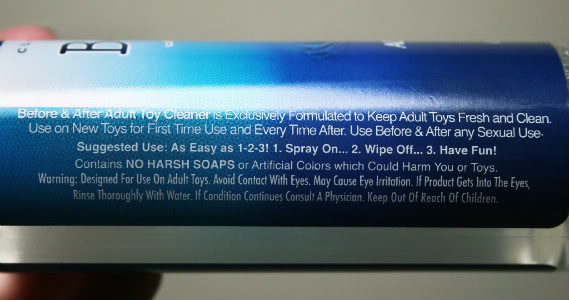 Before & After Adult Toy Cleaner is Exclusively Formulated to Keep Adult Toys Fresh and Clean.
Use on New Toys for First Time Use and Every Time After. Use Before & After any Sexual Use.
Suggested Use: As Easy as 1-2-3! 1. Spray On... 2. Wipe Off... 3. Have Fun!
Contains NO HARSH SOAPS or Artificial Colors which Could Harm You or Toys.
Warning: Designed For Use On Adult Toys. Avoid Contact With Eyes. May Cause Eye Irritation. If Product Gets Into The Eyes,
Rinse Thoroughly With Water. If Condition Continues Consult A Physician. Keep Out Of Reach Of Children.